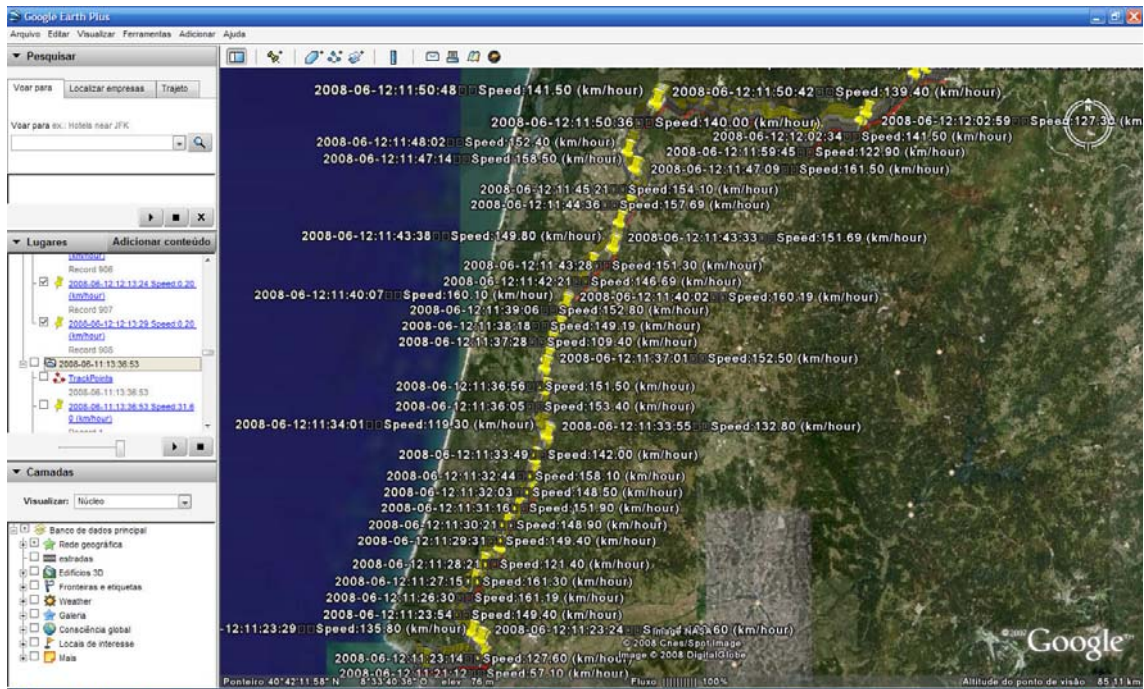 Google Earth Plus
Arquivo Editar Visualizar Ferramentas Adicionar Ajuda
Pesquisar
Voar para Localizar empresas Trajeto
Voar para ex.: Hotels near JFK
Lugares Adicionar conteúdo
(km/hour)
Record 906
2008-06-12:12:13:24 Speed:0.20 (km/hour)
Record 907
2008-06-12:12:13:29 Speed:0.20 (km/hour)
Record 908
2008-06-11:13:36:53
TrackPoints
2008-06-11:13:36:53
2008-06-11:13:36:53 Speed:31.6
0 (km/hour)
Camadas
Visualizar: Núcleo
Banco de dados principal
Rede geográfica
estradas
Edifícios 3D
Fronteiras e etiquetas
Weather
Galeria
Consciência global
Locais de interesse
Mais
2008-06-12:11:50:48 Speed:141.50 (km/hour) 2008-06-12:11:50:42 Speed:139.40 (km/hour)
2008-06-12:11:50:36 Speed:140.00 (km/hour) 2008-06-12:12:02:59 Speed:127.30 (km
2008-06-12:11:48:02 Speed:152.40 (km/hour) 2008-06-12:12:02:34 Speed:141.50 (km/hour)
2008-06-12:11:47:14 Speed:158.50 (km/hour) 2008-06-12:11:59:45 Speed:122.90 (km/hour)
2008-06-12:11:47:09 Speed:161.50 (km/hour)
2008-06-12:11:45:21 Speed:154.10 (km/hour)
2008-06-12:11:44:36 Speed:157.69 (km/hour)
2008-06-12:11:43:38 Speed:149.80 (km/hour) 2008-06-12:11:43:33 Speed:151.69 (km/hour)
2008-06-12:11:43:28 Speed:151.30 (km/hour)
2008-06-12:11:42:21 Speed:146.69 (km/hour)
2008-06-12:11:40:07 Speed:160.10 (km/hour) 2008-06-12:11:40:02 Speed:160.19 (km/hour)
2008-06-12:11:39:06 Speed:152.80 (km/hour)
2008-06-12:11:38:18 Speed:149.19 (km/hour)
2008-06-12:11:37:28 Speed:109.40 (km/hour)
2008-06-12:11:37:01 Speed:152.50 (km/hour)
2008-06-12:11:36:56 Speed:151.50 (km/hour)
2008-06-12:11:36:05 Speed:153.40 (km/hour)
2008-06-12:11:34:01 Speed:119.30 (km/hour) 2008-06-12:11:33:55 Speed:132.80 (km/hour)
2008-06-12:11:33:49 Speed:142.00 (km/hour)
2008-06-12:11:32:44 Speed:158.10 (km/hour)
2008-06-12:11:32:03 Speed:148.50 (km/hour)
2008-06-12:11:31:16 Speed:151.90 (km/hour)
2008-06-12:11:30:21 Speed:148.90 (km/hour)
2008-06-12:11:29:31 Speed:149.40 (km/hour)
2008-06-12:11:28:21 Speed:121.40 (km/hour)
2008-06-12:11:27:15 Speed:161.30 (km/hour)
2008-06-12:11:26:30 Speed:161.19 (km/hour)
2008-06-12:11:23:54 Speed:149.40 (km/hour)
-12:11:23:29 Speed:135.80 (km/hour) 2008-06-12:11:23:24 60 (km/hour)
Image NASA
© 2008 Cnes/Spot Image
Image © 2008 DigitalGlobe
2008-06-12:11:23:14 Speed:127.60 (km/hour)
2008-06-12:11:21:12 Speed:57.10 (km/hour)
© 2007 Google™
Ponteiro 40°42'11.58" N 8°33'40.36" O elev 76 m Fluxo 100% Altitude do ponto de visão 85.11 km